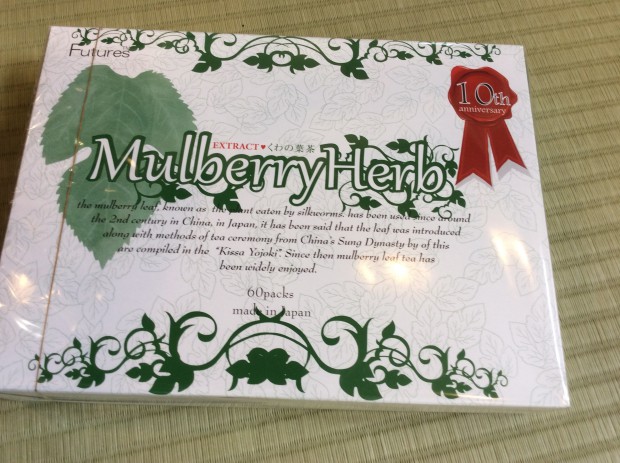 Futures
10th
anniversary
EXTRACT♥くわの葉茶
MulberryHerb
the mulberry leaf, known as the plant eaten by silkworms, has been used since around
the 2nd century in China, in Japan, it has been said that the leaf was introduced
along with methods of tea ceremony from China's Sung Dynasty by of this
are compiled in the "Kissa Yojoki". Since then mulberry leaf tea has
been widely enjoyed.
60packs
made in Japan